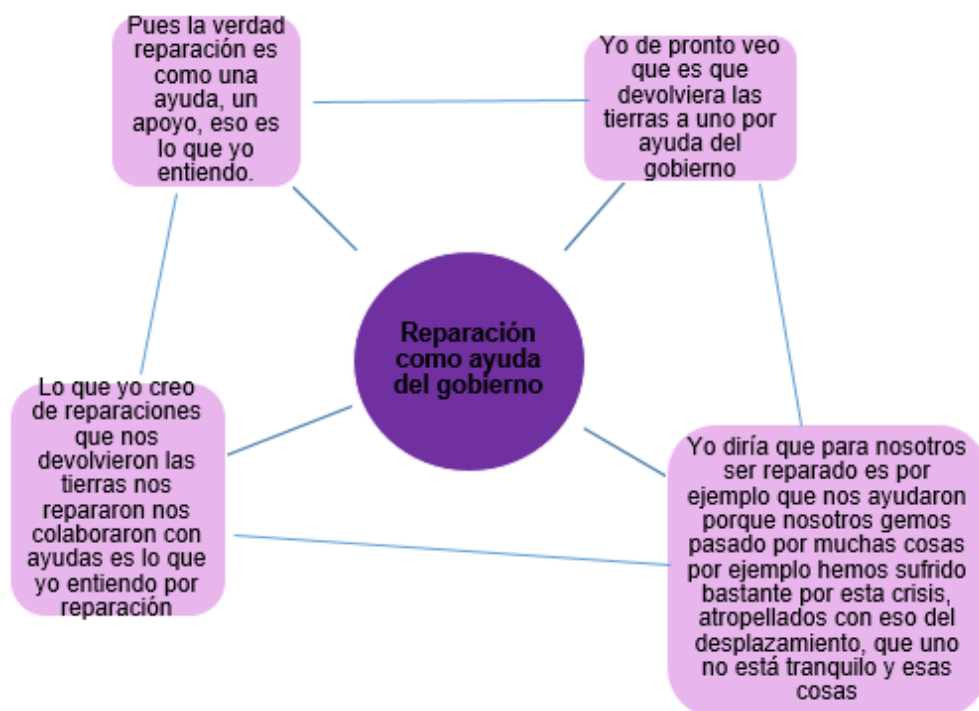 Pues la verdad
reparación es
como una
ayuda, un
apoyo, eso es
lo que yo
entiendo.
Yo de pronto veo
que es que
devolviera las
tierras a uno por
ayuda del
gobierno
Reparación
como ayuda
del gobierno
Lo que yo creo
de reparaciones
que nos
devolvieron las
tierras nos
repararon nos
colaboraron con
ayudas es lo que
yo entiendo por
reparación
Yo diría que para nosotros
ser reparado es por
ejemplo que nos ayudaron
porque nosotros gemos
pasado por muchas cosas
por ejemplo hemos sufrido
bastante por esta crisis,
atropellados con eso del
desplazamiento, que uno
no está tranquilo y esas
cosas